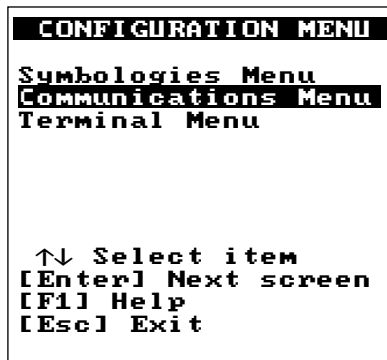 CONFIGURATION MENU
Symbologies Menu
Communications Menu
Terminal Menu
↑↓ Select item
[Enter] Next screen
[F1] Help
[Esc] Exit